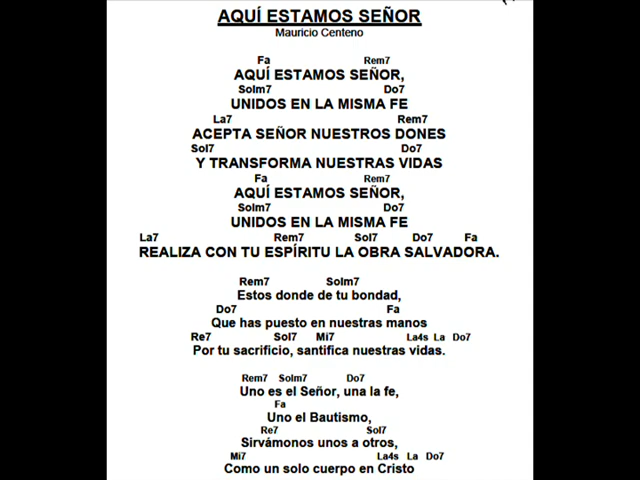 AQUÍ ESTAMOS SEÑOR
Mauricio Centeno
Fa Rem7
AQUÍ ESTAMOS SEÑOR,
Solm7 Do7
UNIDOS EN LA MISMA FE
La7 Rem7
ACEPTA SEÑOR NUESTROS DONES
Sol7 Do7
Y TRANSFORMA NUESTRAS VIDAS
Fa Rem7
AQUÍ ESTAMOS SEÑOR,
Solm7 Do7
UNIDOS EN LA MISMA FE
La7 Rem7 Sol7 Do7 Fa
REALIZA CON TU ESPÍRITU LA OBRA SALVADORA.
Rem7 Solm7
Estos donde de tu bondad,
Do7 Fa
Que has puesto en nuestras manos
Re7 Sol7 Mi7 La4s La Do7
Por tu sacrificio, santifica nuestras vidas.
Rem7 Solm7 Do7
Uno es el Señor, una la fe,
Fa
Uno el Bautismo,
Re7 Sol7
Sirvámonos unos a otros,
Mi7 La4s La Do7
Como un solo cuerpo en Cristo